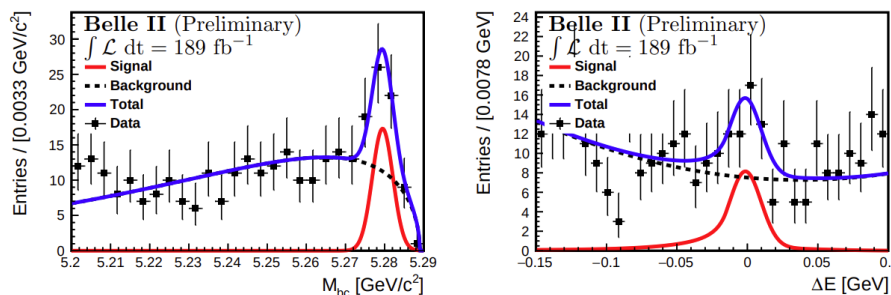 Belle II (Preliminary)
∫ ℒ dt = 189 fb⁻¹
Signal
Background
Total
Data
Entries / [0.0033 GeV/c²]
30
25
20
15
10
5
0
5.2 5.21 5.22 5.23 5.24 5.25 5.26 5.27 5.28 5.29
M_bc [GeV/c²]
Belle II (Preliminary)
∫ ℒ dt = 189 fb⁻¹
Signal
Background
Total
Data
Entries / [0.0078 GeV]
24
22
20
18
16
14
12
10
8
6
4
2
0
−0.15 −0.1 −0.05 0 0.05
ΔE [GeV]